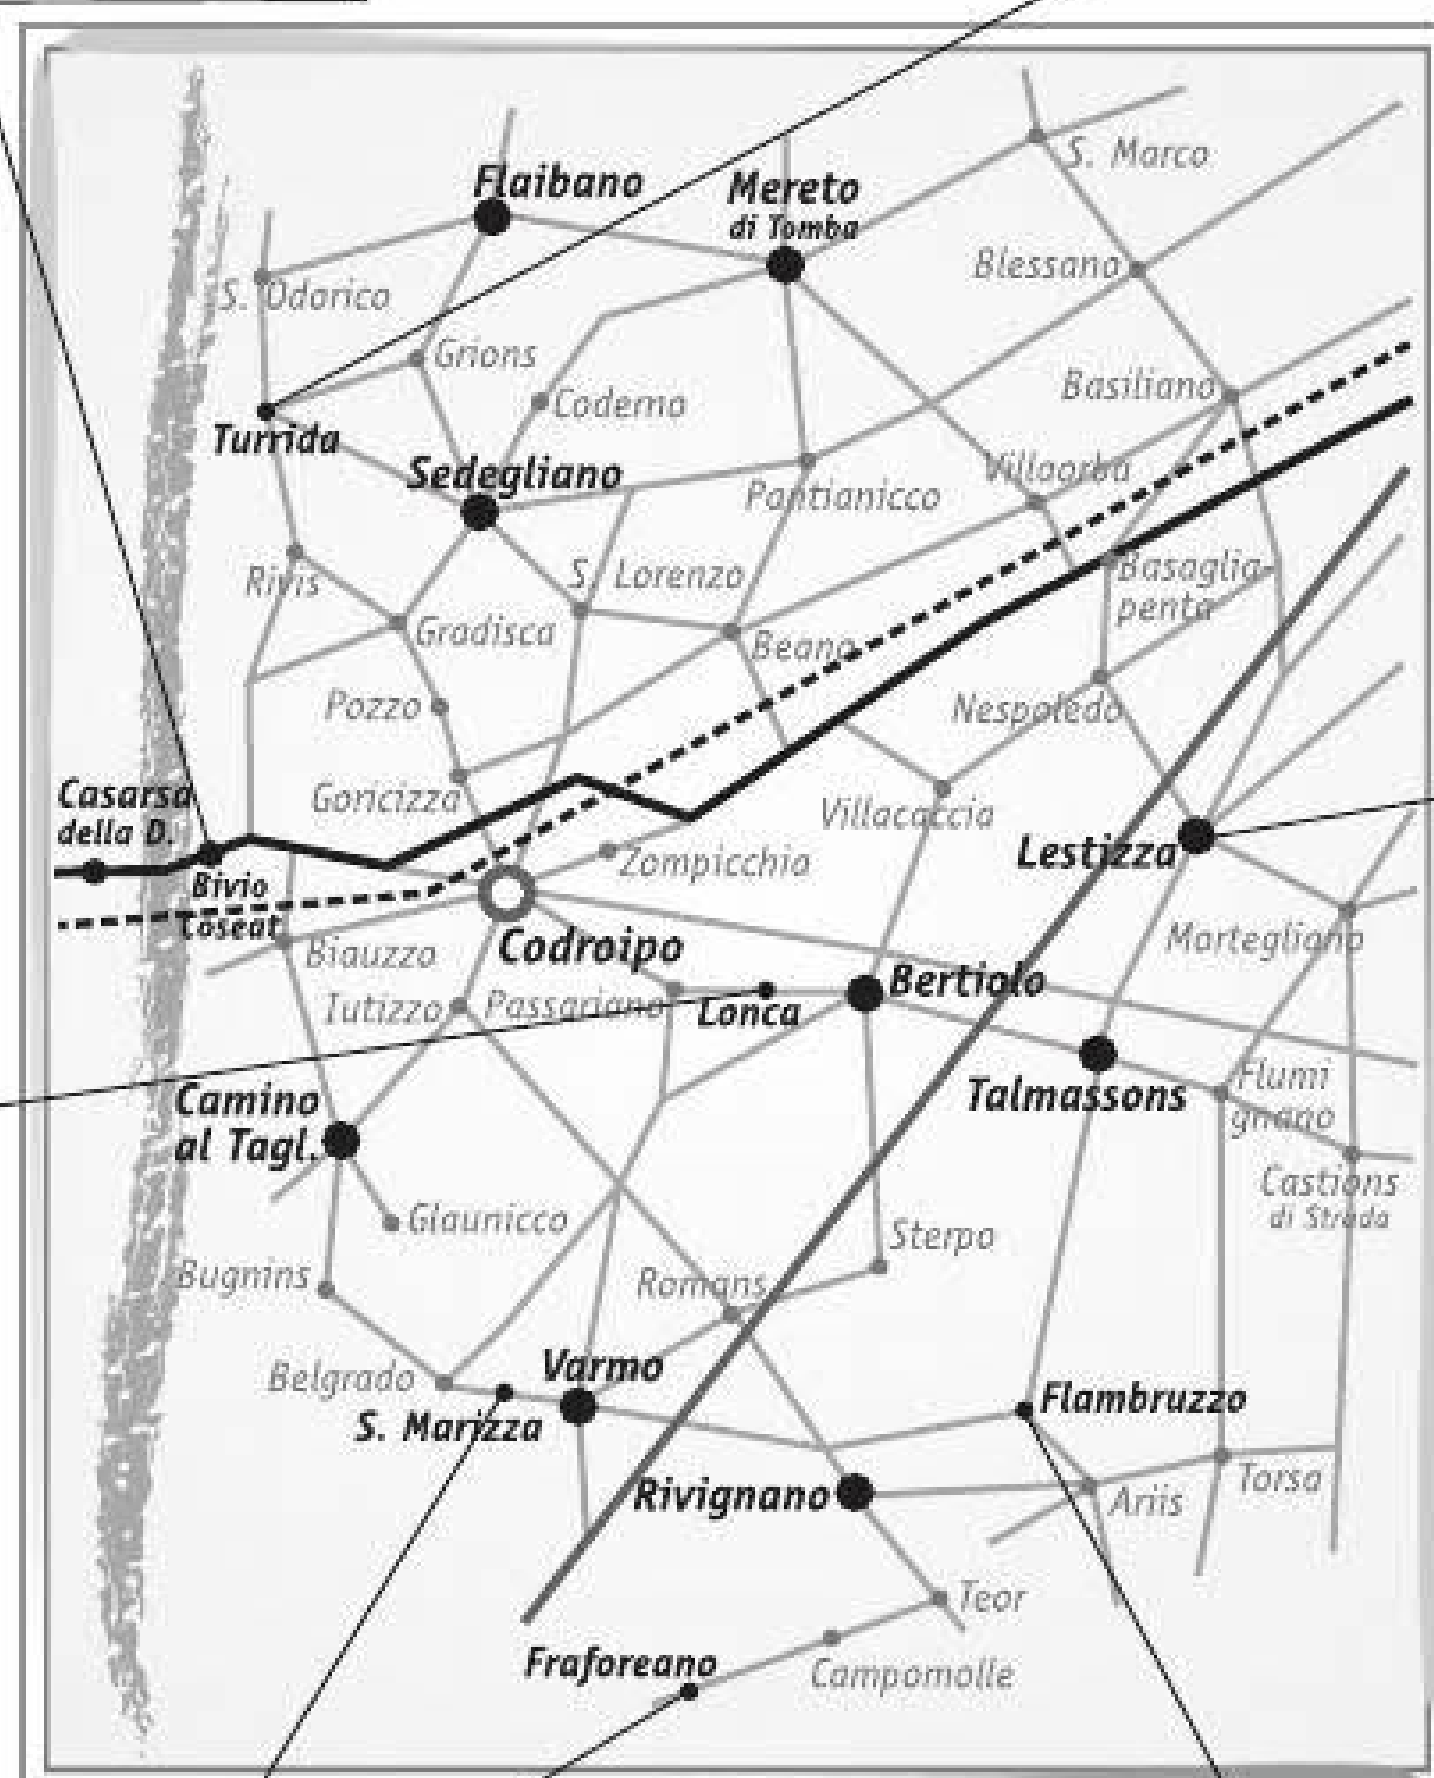 S. Marco
Flaibano
Mereto
di Tomba
Blessano
S. Odorico
Grions
Coderno
Basiliano
Turrida
Sedegliano
Villaorba
Pantianicco
Rivis
S. Lorenzo
Basaglia-
penta
Gradisca
Beano
Pozzo
Nespoledo
Casarsa
della D.
Goricizza
Villacaccia
Lestizza
Zompicchia
Bivio
Coseat
Biauzzo
Codroipo
Mortegliano
Iutizzo
Passariano
Lonca
Bertiolo
Camino
al Tagl.
Talmassons
Flumi
gnano
Castions
di Strada
Glaunicco
Sterpo
Bugnins
Romans
Belgrado
Varmo
S. Marizza
Flambruzzo
Rivignano
Ariis
Torsa
Teor
Fraforeano
Campomolle